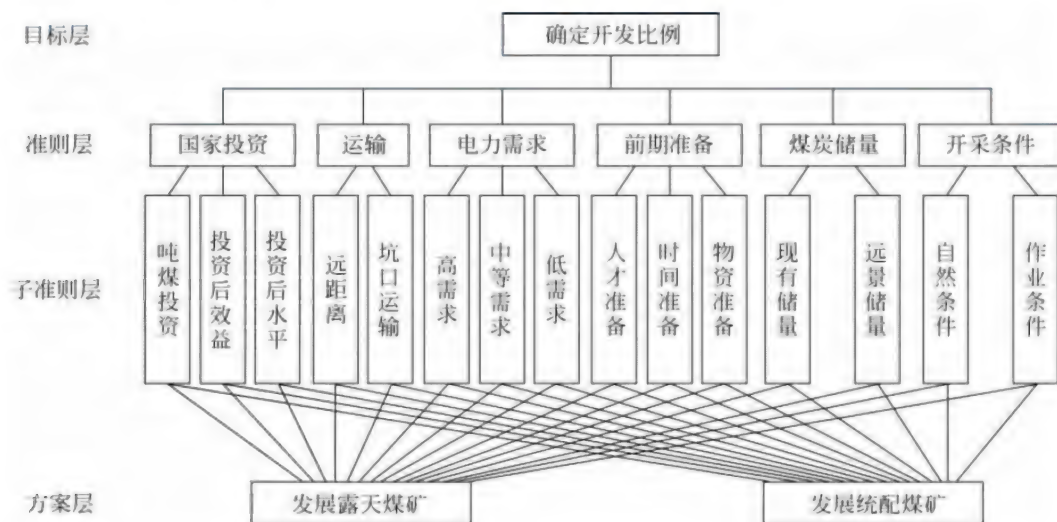 目标层
确定开发比例
准则层
国家投资
运输
电力需求
前期准备
煤炭储量
开采条件
子准则层
吨煤投资
投资后效益
投资后水平
远距离
坑口运输
高需求
中等需求
低需求
人才准备
时间准备
物资准备
现有储量
远景储量
自然条件
作业条件
方案层
发展露天煤矿
发展统配煤矿